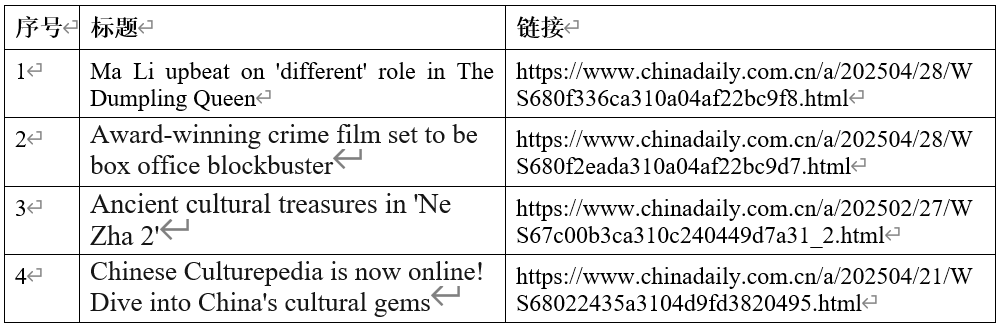 序号 标题 链接
1 Ma Li upbeat on 'different' role in The https://www.chinadaily.com.cn/a/202504/28/W
Dumpling Queen S680f336ca310a04af22bc9f8.html
2 Award-winning crime film set to be https://www.chinadaily.com.cn/a/202504/28/W
box office blockbuster S680f2eada310a04af22bc9d7.html
3 Ancient cultural treasures in 'Ne https://www.chinadaily.com.cn/a/202502/27/W
Zha 2' S67c00b3ca310c240449d7a31_2.html
4 Chinese Culturepedia is now online! https://www.chinadaily.com.cn/a/202504/21/W
Dive into China's cultural gems S68022435a3104d9fd3820495.html